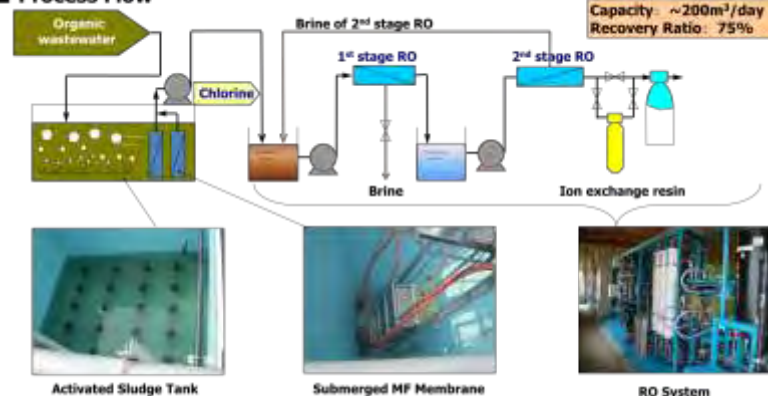 Process Flow
Capacity: ~200m³/day
Recovery Ratio: 75%
Organic
wastewater
Brine of 2nd stage RO
1st stage RO
2nd stage RO
Chlorine
Brine
Ion exchange resin
Activated Sludge Tank
Submerged MF Membrane
RO System